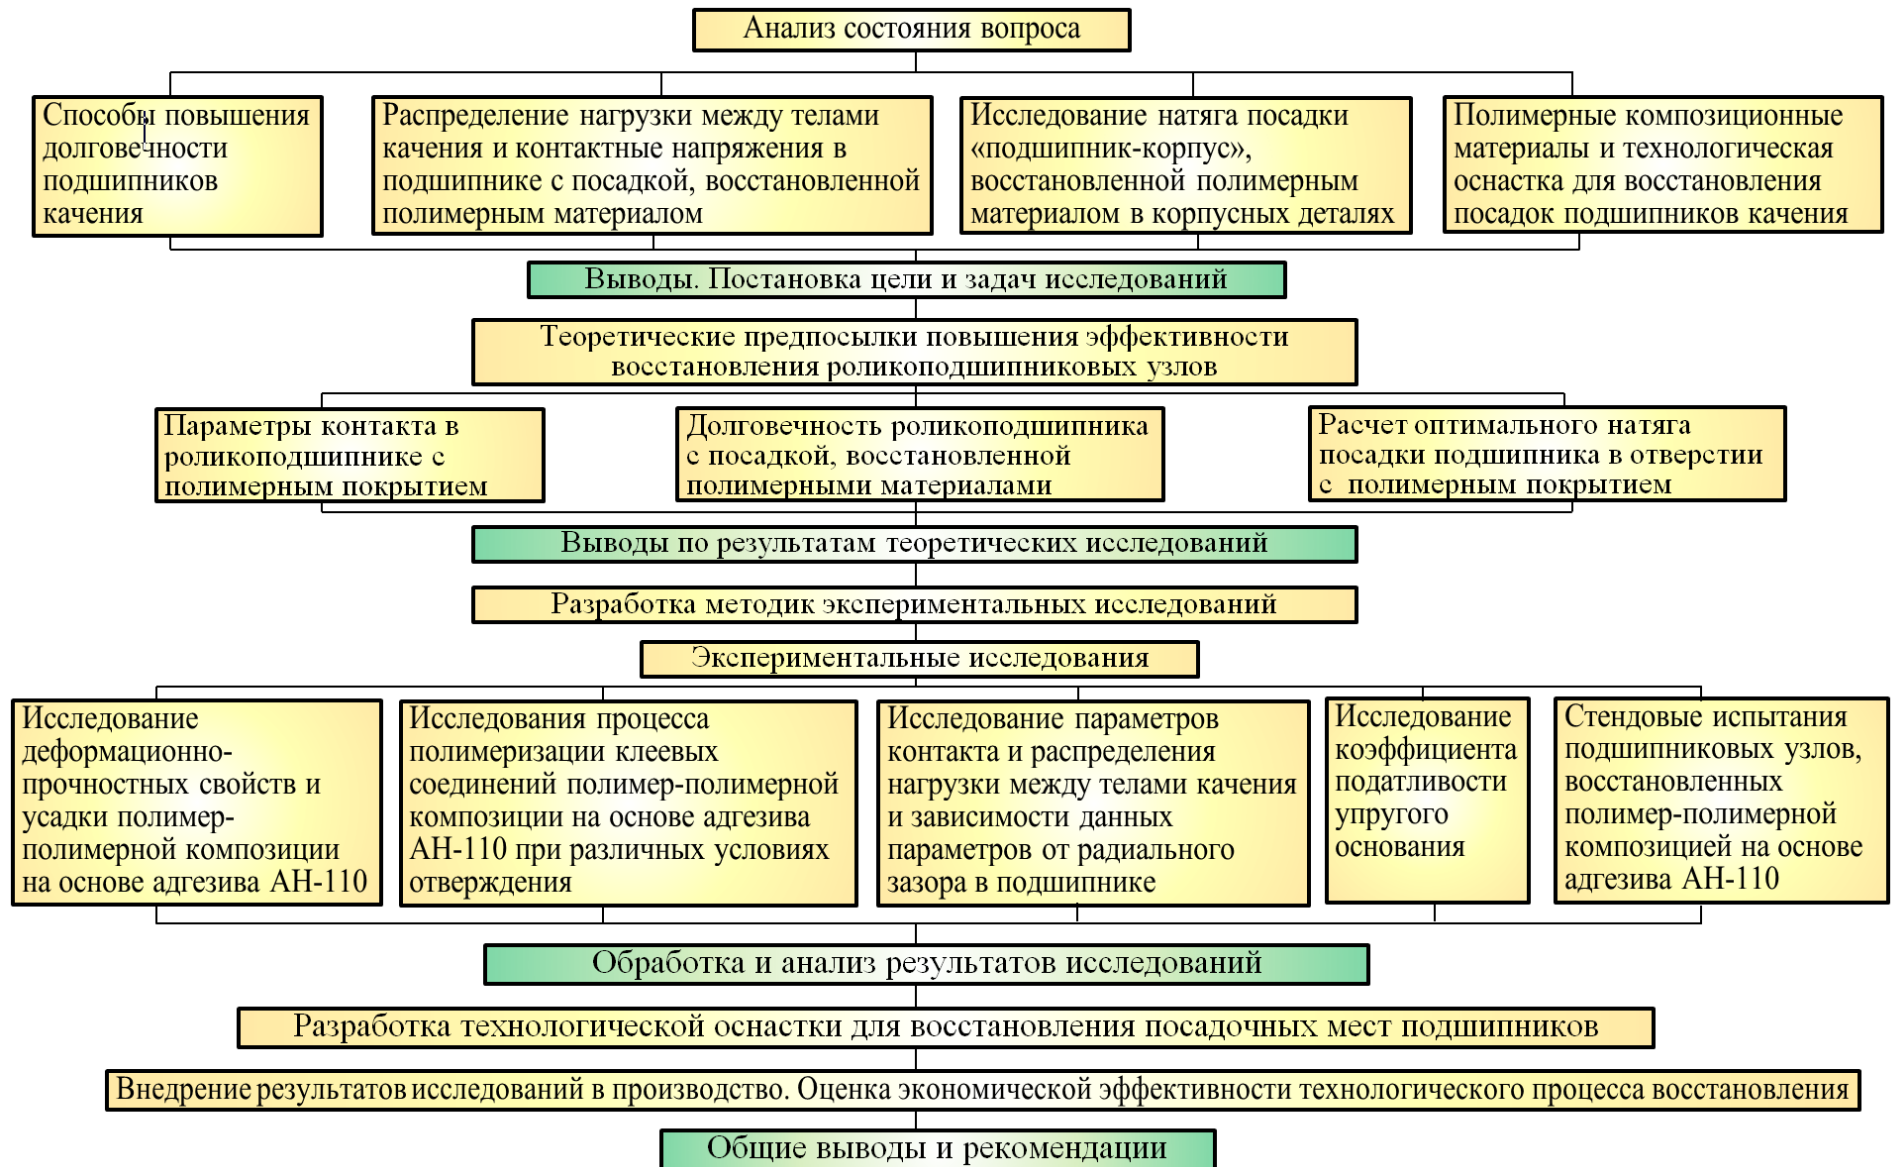 Анализ состояния вопроса
Способы повышения
долговечности
подшипников
качения
Распределение нагрузки между телами
качения и контактные напряжения в
подшипнике с посадкой, восстановленной
полимерным материалом
Исследование натяга посадки
«подшипник-корпус»,
восстановленной полимерным
материалом в корпусных деталях
Полимерные композиционные
материалы и технологическая
оснастка для восстановления
посадок подшипников качения
Выводы. Постановка цели и задач исследований
Теоретические предпосылки повышения эффективности
восстановления роликоподшипниковых узлов
Параметры контакта в
роликоподшипнике с
полимерным покрытием
Долговечность роликоподшипника
с посадкой, восстановленной
полимерными материалами
Расчет оптимального натяга
посадки подшипника в отверстии
с полимерным покрытием
Выводы по результатам теоретических исследований
Разработка методик экспериментальных исследований
Экспериментальные исследования
Исследование
деформационно-
прочностных свойств и
усадки полимер-
полимерной композиции
на основе адгезива АН-110
Исследования процесса
полимеризации клеевых
соединений полимер-полимерной
композиции на основе адгезива
АН-110 при различных условиях
отверждения
Исследование параметров
контакта и распределения
нагрузки между телами качения
и зависимости данных
параметров от радиального
зазора в подшипнике
Исследование
коэффициента
податливости
упругого
основания
Стендовые испытания
подшипниковых узлов,
восстановленных
полимер-полимерной
композицией на основе
адгезива АН-110
Обработка и анализ результатов исследований
Разработка технологической оснастки для восстановления посадочных мест подшипников
Внедрение результатов исследований в производство. Оценка экономической эффективности технологического процесса восстановления
Общие выводы и рекомендации